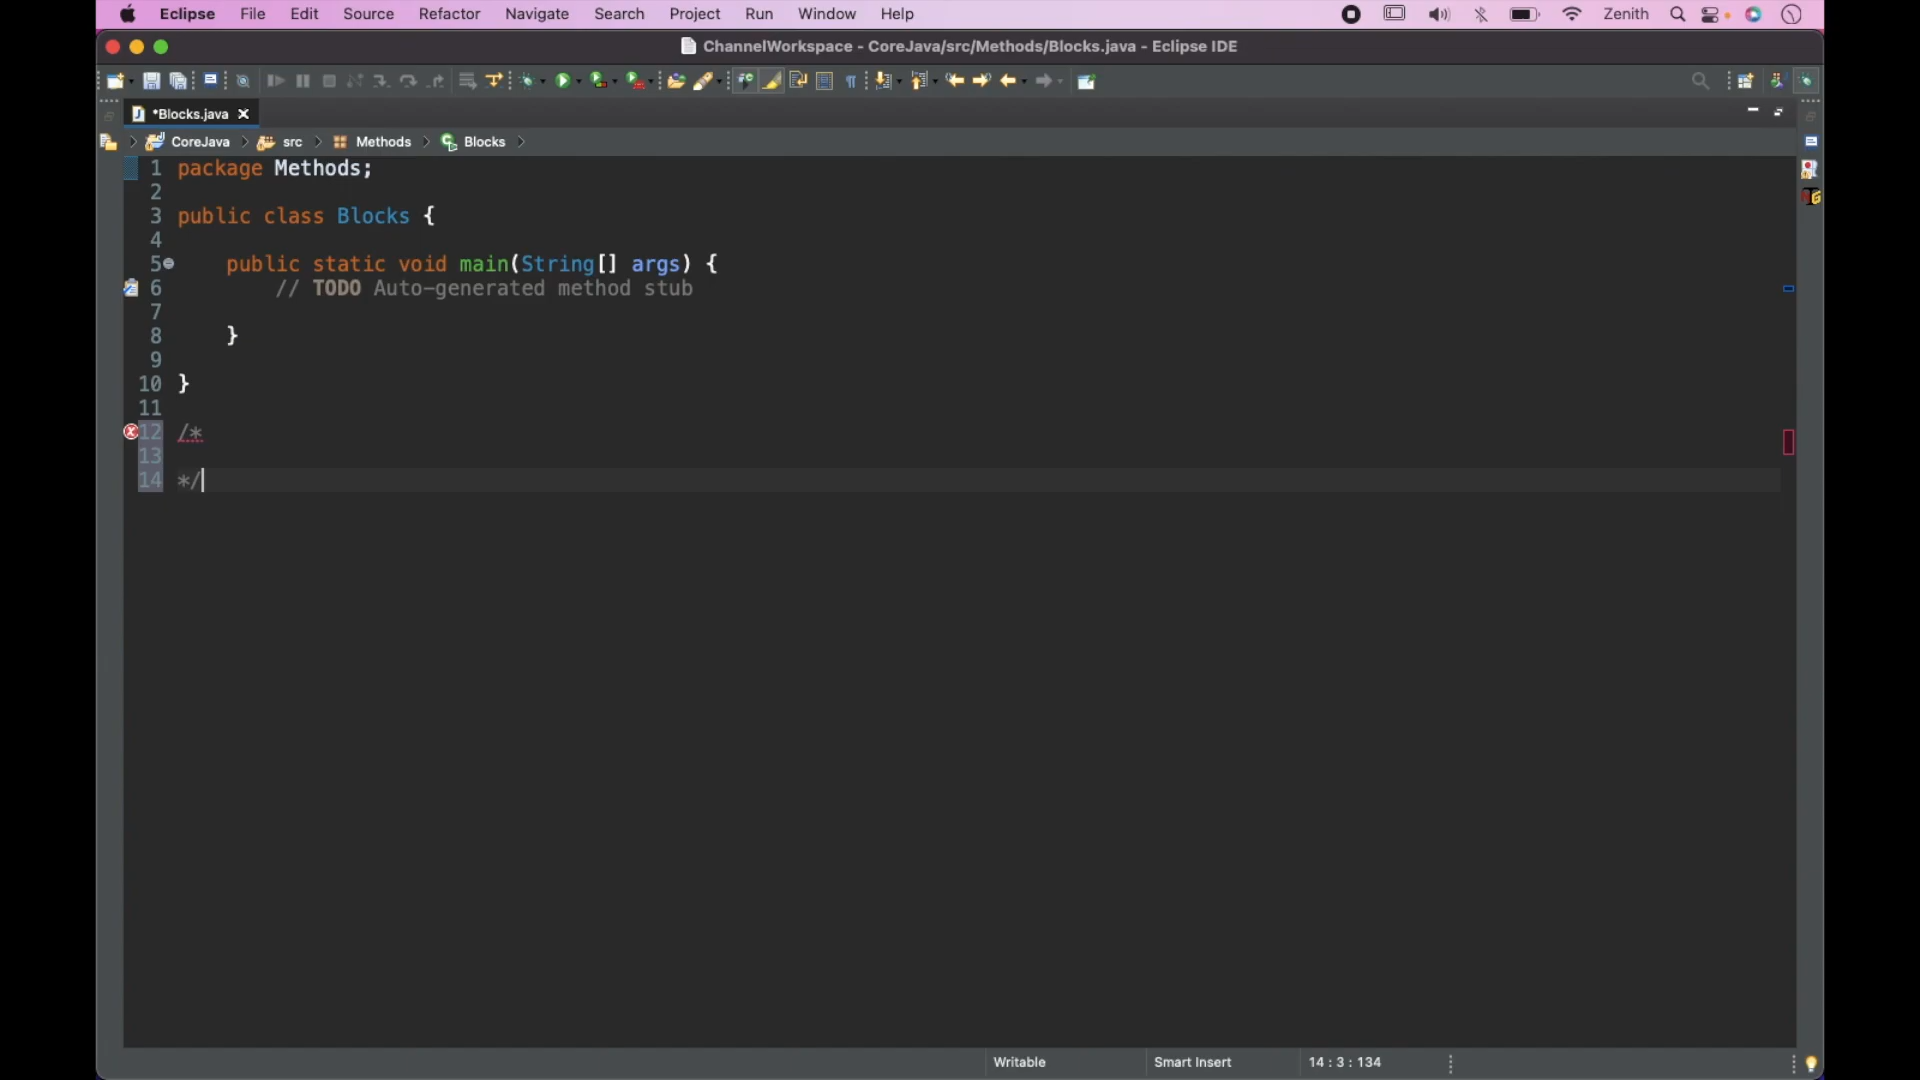 Eclipse File Edit Source Refactor Navigate Search Project Run Window Help Zenith
ChannelWorkspace - CoreJava/src/Methods/Blocks.java - Eclipse IDE
*Blocks.java
CoreJava src Methods Blocks
1 package Methods;
2
3 public class Blocks {
4
5 public static void main(String[] args) {
6 // TODO Auto-generated method stub
7
8 }
9
10 }
11
12 /*
13
14 */
Writable Smart Insert 14 : 3 : 134